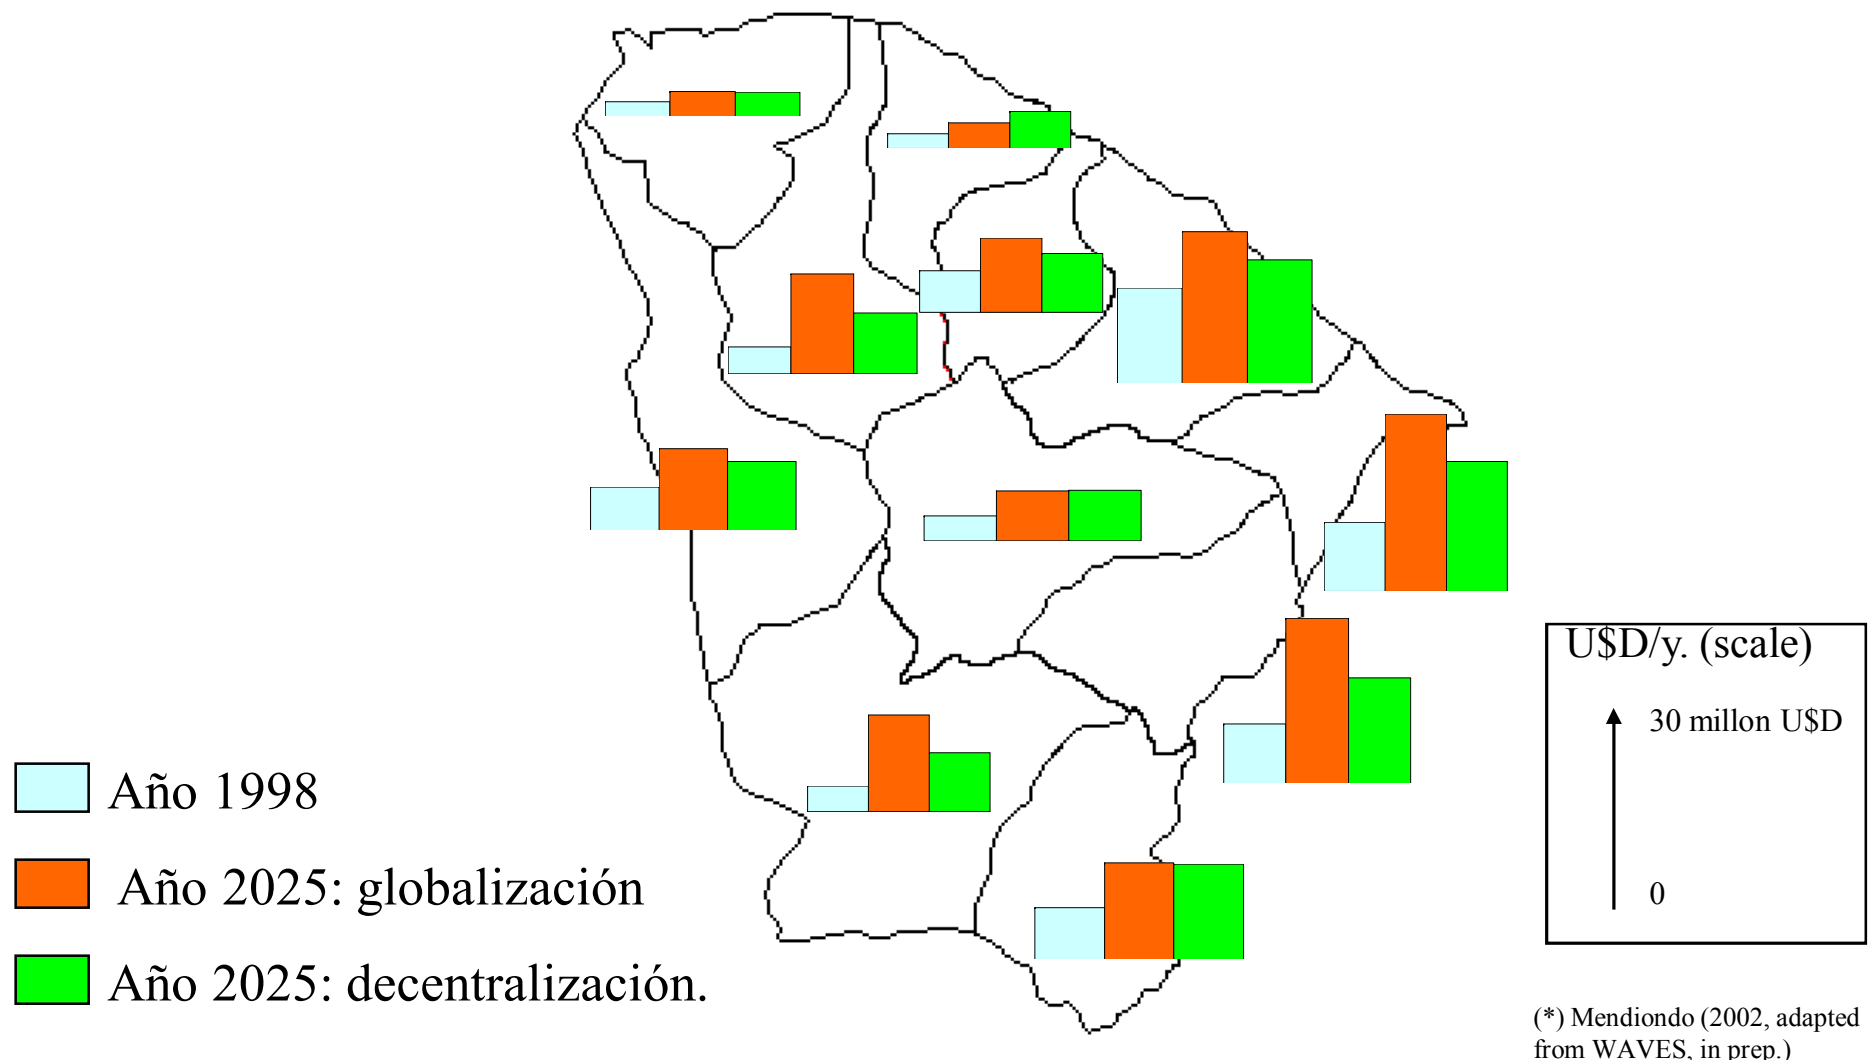 U$D/y. (scale)
30 millon U$D
0
Año 1998
Año 2025: globalización
Año 2025: decentralización.
(*) Mendiondo (2002, adapted
from WAVES, in prep.)